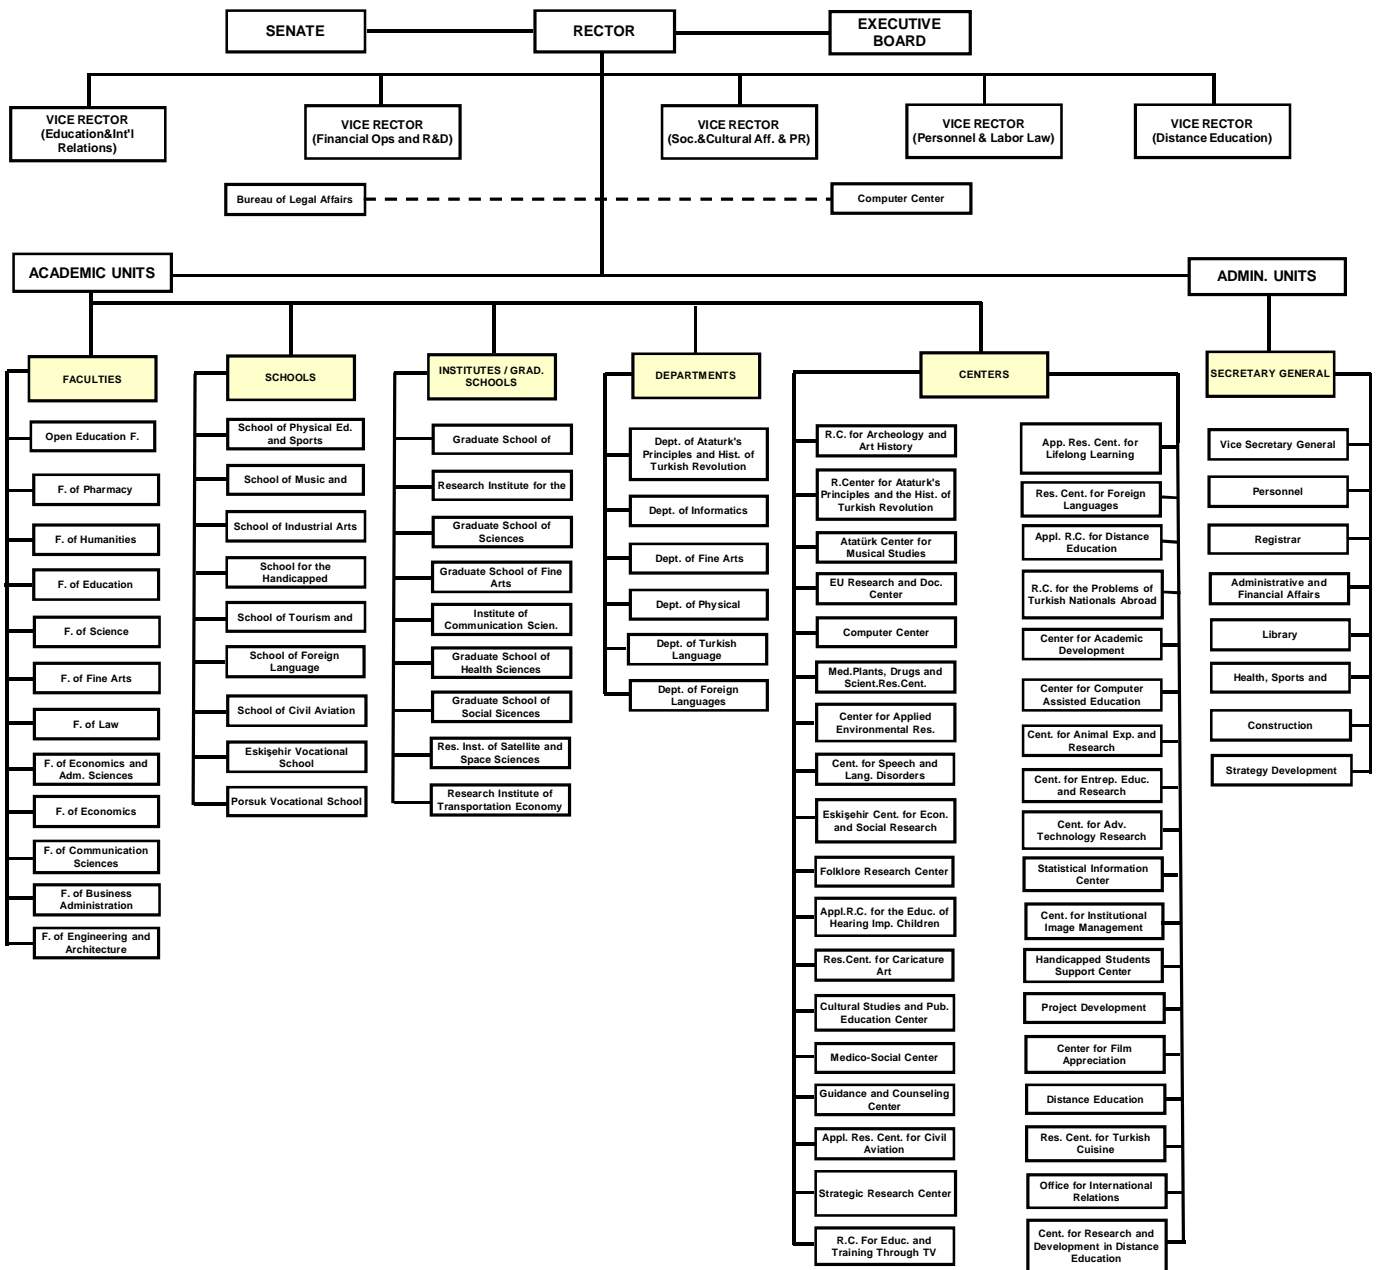 SENATE
RECTOR
EXECUTIVE
BOARD
VICE RECTOR
(Education&Int'l
Relations)
VICE RECTOR
(Financial Ops and R&D)
VICE RECTOR
(Soc.&Cultural Aff. & PR)
VICE RECTOR
(Personnel & Labor Law)
VICE RECTOR
(Distance Education)
Bureau of Legal Affairs
Computer Center
ACADEMIC UNITS
ADMIN. UNITS
FACULTIES
Open Education F.
F. of Pharmacy
F. of Humanities
F. of Education
F. of Science
F. of Fine Arts
F. of Law
F. of Economics and
Adm. Sciences
F. of Economics
F. of Communication
Sciences
F. of Business
Administration
F. of Engineering and
Architecture
SCHOOLS
School of Physical Ed.
and Sports
School of Music and
School of Industrial Arts
School for the
Handicapped
School of Tourism and
School of Foreign
Language
School of Civil Aviation
Eskişehir Vocational
School
Porsuk Vocational School
INSTITUTES / GRAD.
SCHOOLS
Graduate School of
Research Institute for the
Graduate School of
Sciences
Graduate School of Fine
Arts
Institute of
Communication Scien.
Graduate School of
Health Sciences
Graduate School of
Social Sicences
Res. Inst. of Satellite and
Space Sciences
Research Institute of
Transportation Economy
DEPARTMENTS
Dept. of Ataturk's
Principles and Hist. of
Turkish Revolution
Dept. of Informatics
Dept. of Fine Arts
Dept. of Physical
Dept. of Turkish
Language
Dept. of Foreign
Languages
CENTERS
R.C. for Archeology and
Art History
R.Center for Ataturk's
Principles and the Hist. of
Turkish Revolution
Atatürk Center for
Musical Studies
EU Research and Doc.
Center
Computer Center
Med.Plants, Drugs and
Scient.Res.Cent.
Center for Applied
Environmental Res.
Cent. for Speech and
Lang. Disorders
Eskişehir Cent. for Econ.
and Social Research
Folklore Research Center
Appl.R.C. for the Educ. of
Hearing Imp. Children
Res.Cent. for Caricature
Art
Cultural Studies and Pub.
Education Center
Medico-Social Center
Guidance and Counseling
Center
Appl. Res. Cent. for Civil
Aviation
Strategic Research Center
R.C. For Educ. and
Training Through TV
App. Res. Cent. for
Lifelong Learning
Res. Cent. for Foreign
Languages
Appl. R.C. for Distance
Education
R.C. for the Problems of
Turkish Nationals Abroad
Center for Academic
Development
Center for Computer
Assisted Education
Cent. for Animal Exp. and
Research
Cent. for Entrep. Educ.
and Research
Cent. for Adv.
Technology Research
Statistical Information
Center
Cent. for Institutional
Image Management
Handicapped Students
Support Center
Project Development
Center for Film
Appreciation
Distance Education
Res. Cent. for Turkish
Cuisine
Office for International
Relations
Cent. for Research and
Development in Distance
Education
SECRETARY GENERAL
Vice Secretary General
Personnel
Registrar
Administrative and
Financial Affairs
Library
Health, Sports and
Construction
Strategy Development